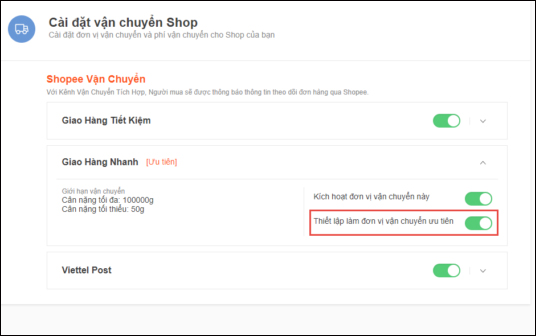 Cài đặt vận chuyển Shop
Cài đặt đơn vị vận chuyển và phí vận chuyển cho Shop của bạn
Shopee Vận Chuyển
Với Kênh Vận Chuyển Tích Hợp, Người mua sẽ được thông báo thông tin theo dõi đơn hàng qua Shopee.
Giao Hàng Tiết Kiệm
Giao Hàng Nhanh [Ưu tiên]
Giới hạn vận chuyển
Cân nặng tối đa: 100000g
Cân nặng tối thiểu: 50g
Kích hoạt đơn vị vận chuyển này
Thiết lập làm đơn vị vận chuyển ưu tiên
Viettel Post